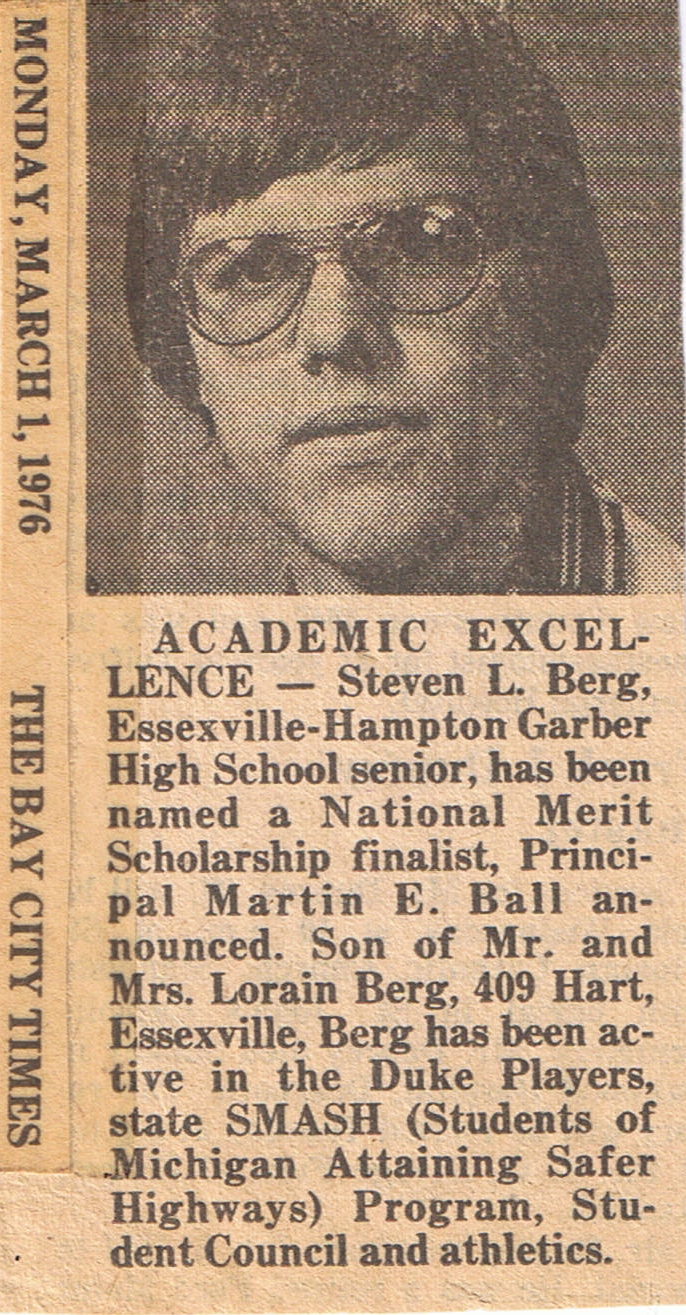 MONDAY, MARCH 1, 1976
THE BAY CITY TIMES
ACADEMIC EXCEL-
LENCE — Steven L. Berg,
Essexville-Hampton Garber
High School senior, has been
named a National Merit
Scholarship finalist, Princi-
pal Martin E. Ball an-
nounced. Son of Mr. and
Mrs. Lorain Berg, 409 Hart,
Essexville, Berg has been ac-
tive in the Duke Players,
state SMASH (Students of
Michigan Attaining Safer
Highways) Program, Stu-
dent Council and athletics.